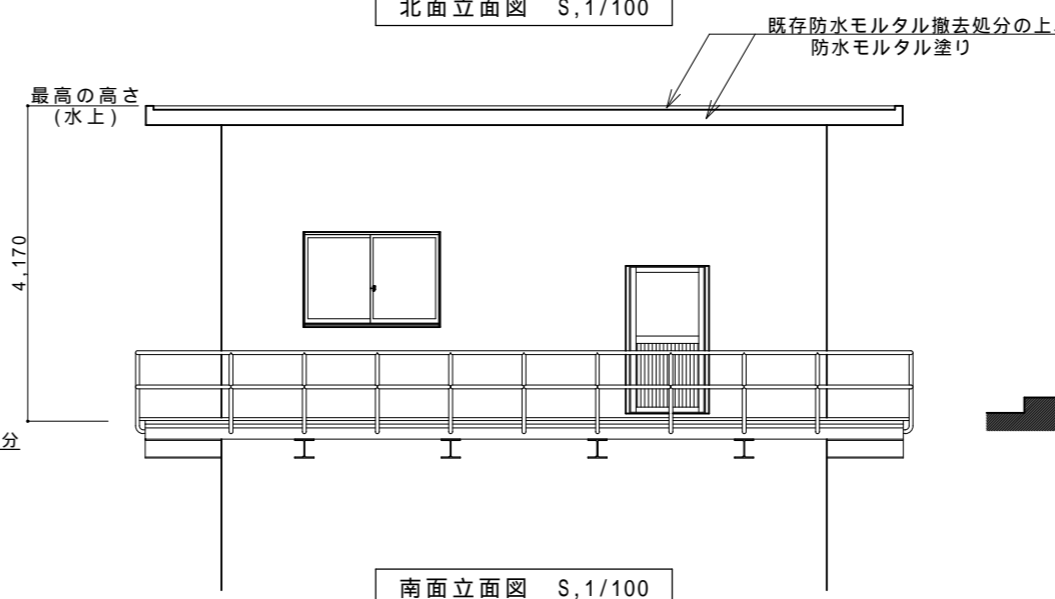 北面立面図 S,1/100
既存防水モルタル撤去処分の上、
防水モルタル塗り
最高の高さ
(水上)
4,170
分
南面立面図 S,1/100